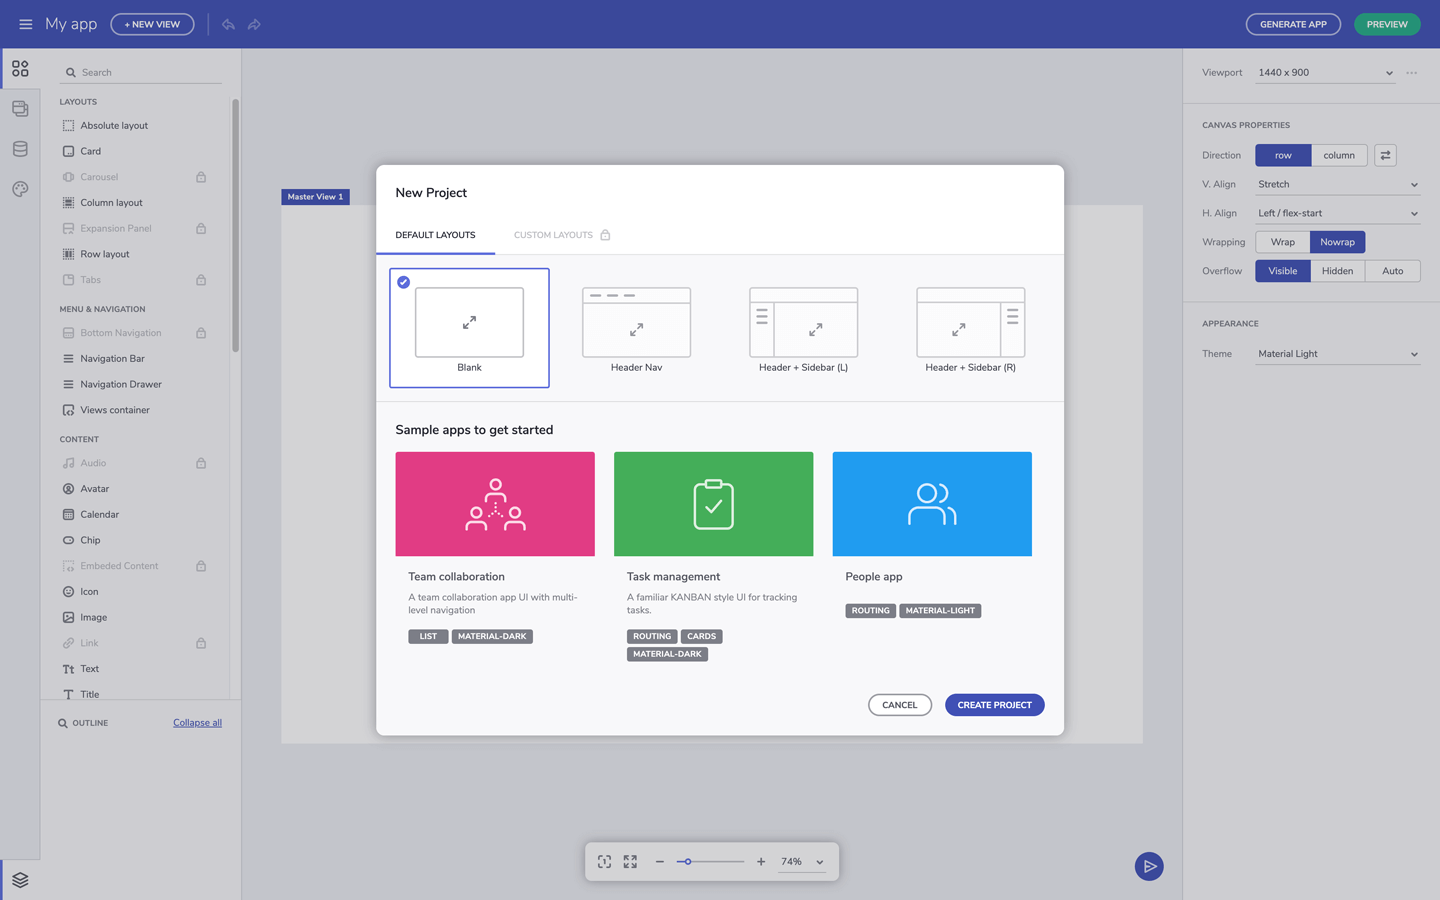 My app
+ NEW VIEW
GENERATE APP
PREVIEW
Search
LAYOUTS
Absolute layout
Card
Carousel
Column layout
Expansion Panel
Row layout
Tabs
MENU & NAVIGATION
Bottom Navigation
Navigation Bar
Navigation Drawer
Views container
CONTENT
Audio
Avatar
Calendar
Chip
Embeded Content
Icon
Image
Link
Text
Title
OUTLINE
Collapse all
Master View 1
New Project
DEFAULT LAYOUTS
CUSTOM LAYOUTS
Blank
Header Nav
Header + Sidebar (L)
Header + Sidebar (R)
Sample apps to get started
Team collaboration
A team collaboration app UI with multi-
level navigation
LIST
MATERIAL-DARK
Task management
A familiar KANBAN style UI for tracking
tasks.
ROUTING
CARDS
MATERIAL-DARK
People app
ROUTING
MATERIAL-LIGHT
CANCEL
CREATE PROJECT
74%
Viewport
1440 x 900
CANVAS PROPERTIES
Direction
row
column
V. Align
Stretch
H. Align
Left / flex-start
Wrapping
Wrap
Nowrap
Overflow
Visible
Hidden
Auto
APPEARANCE
Theme
Material Light